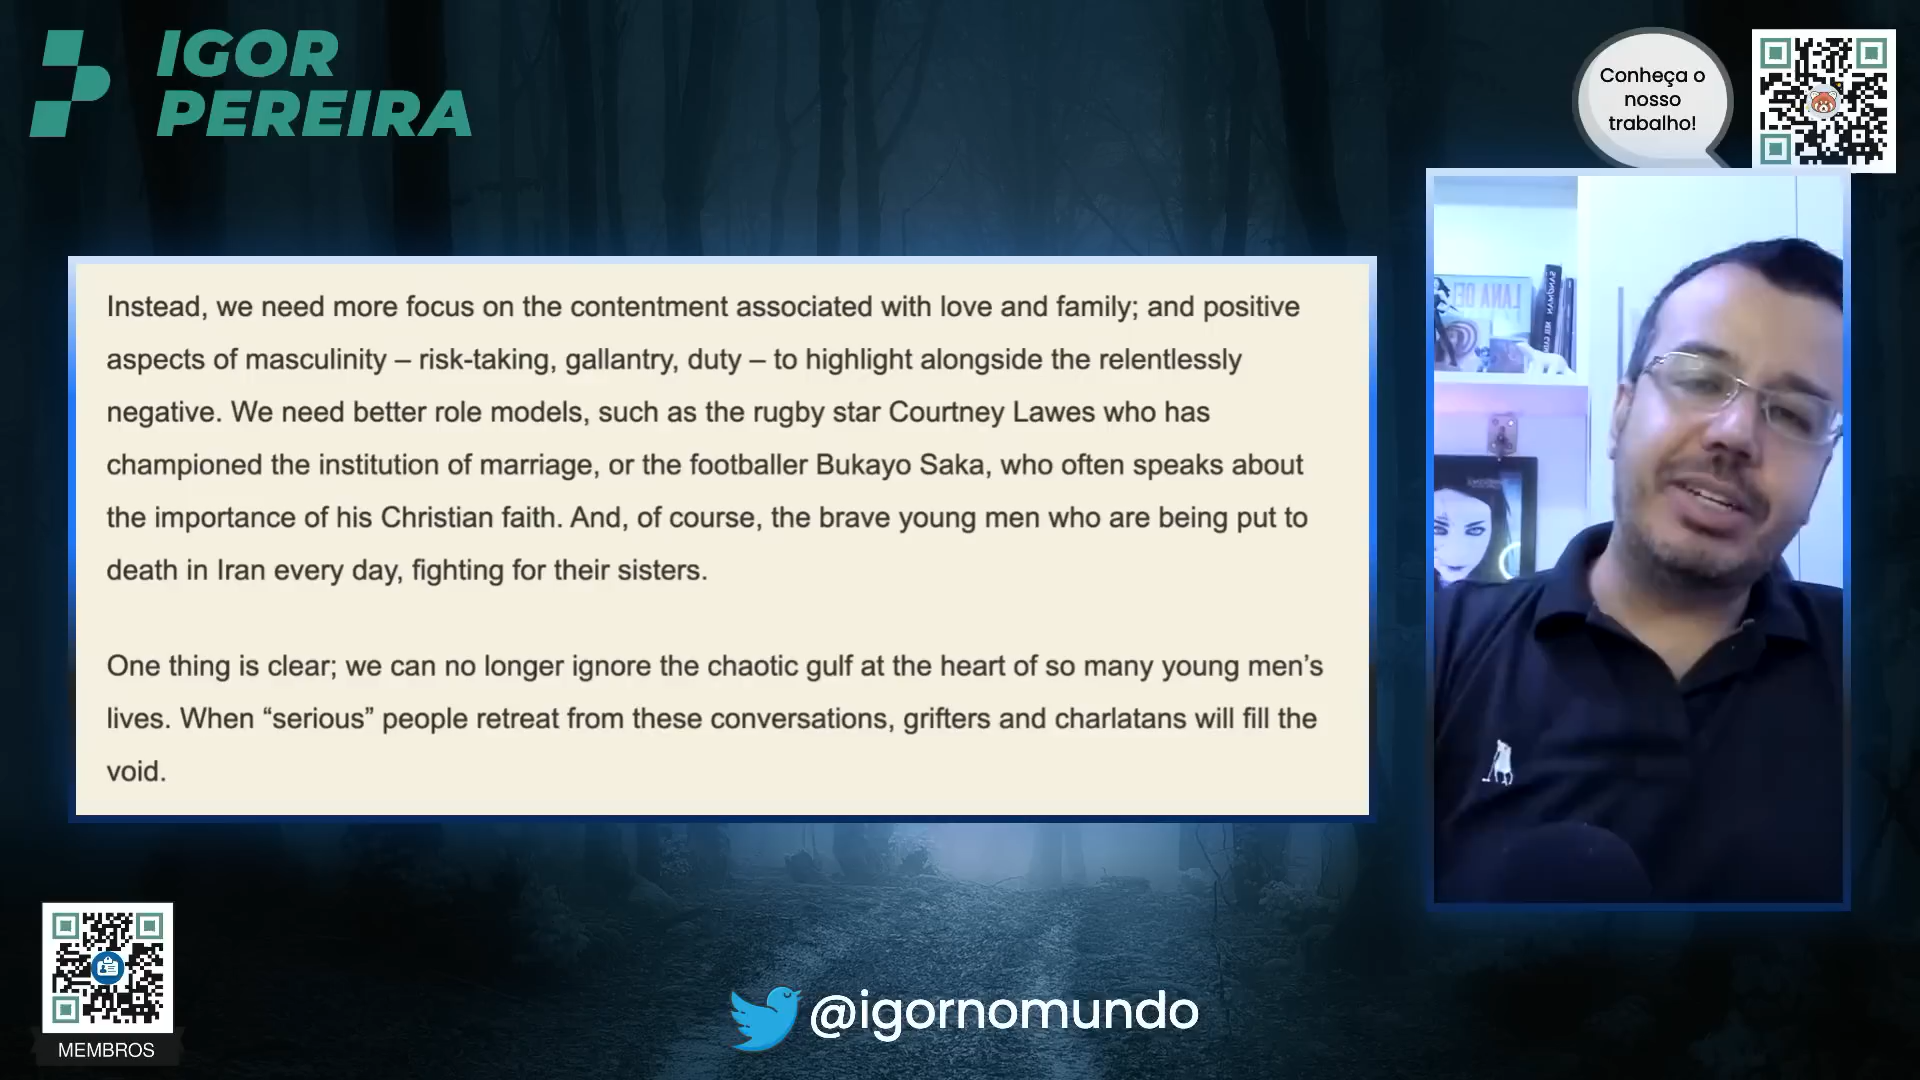 IGOR
PEREIRA
Conheça o
nosso
trabalho!
Instead, we need more focus on the contentment associated with love and family; and positive
aspects of masculinity – risk-taking, gallantry, duty – to highlight alongside the relentlessly
negative. We need better role models, such as the rugby star Courtney Lawes who has
championed the institution of marriage, or the footballer Bukayo Saka, who often speaks about
the importance of his Christian faith. And, of course, the brave young men who are being put to
death in Iran every day, fighting for their sisters.
One thing is clear; we can no longer ignore the chaotic gulf at the heart of so many young men’s
lives. When “serious” people retreat from these conversations, grifters and charlatans will fill the
void.
LANA DE
SANDMAN
MEMBROS
@igornomundo